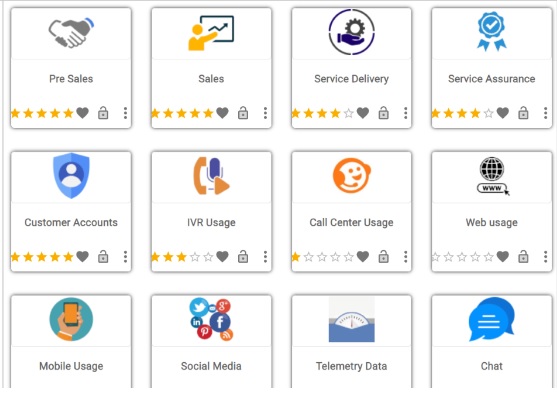 Pre Sales
Sales
Service Delivery
Service Assurance
Customer Accounts
IVR Usage
Call Center Usage
WWW
Web usage
g+
in
f
Mobile Usage
Social Media
Telemetry Data
Chat